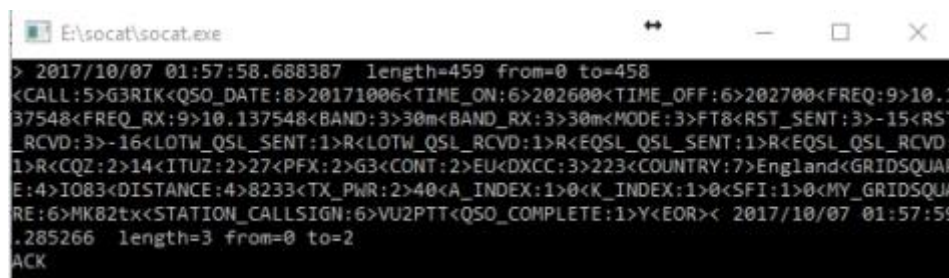 E:\socat\socat.exe
> 2017/10/07 01:57:58.688387  length=459 from=0 to=458
<CALL:5>G3RIK<QSO_DATE:8>20171006<TIME_ON:6>202600<TIME_OFF:6>202700<FREQ:9>10.
37548<FREQ_RX:9>10.137548<BAND:3>30m<BAND_RX:3>30m<MODE:3>FT8<RST_SENT:3>-15<RS
_RCVD:3>-16<LOTW_QSL_SENT:1>R<LOTW_QSL_RCVD:1>R<EQSL_QSL_SENT:1>R<EQSL_QSL_RCVD
1>R<CQZ:2>14<ITUZ:2>27<PFX:2>G3<CONT:2>EU<DXCC:3>223<COUNTRY:7>England<GRIDSQUA
E:4>IO83<DISTANCE:4>8233<TX_PWR:2>40<A_INDEX:1>0<K_INDEX:1>0<SFI:1>0<MY_GRIDSQU
RE:6>MK82tx<STATION_CALLSIGN:6>VU2PTT<QSO_COMPLETE:1>Y<EOR>< 2017/10/07 01:57:59
.285266  length=3 from=0 to=2
ACK